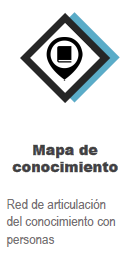 Mapa de
conocimiento
Red de articulación
del conocimiento con
personas